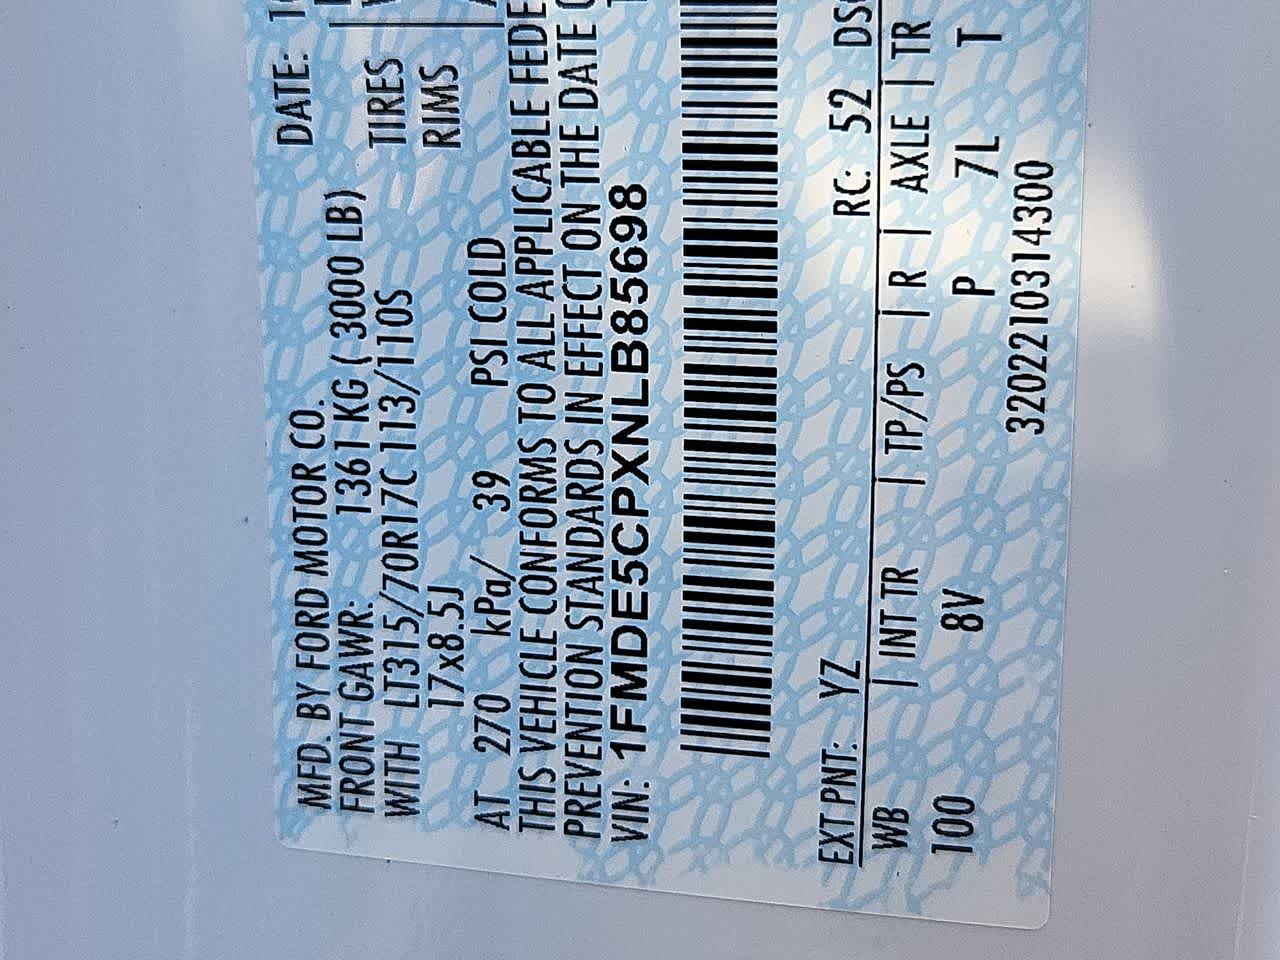 MFD. BY FORD MOTOR CO. DATE:
FRONT GAWR: 1361 KG ( 3000 LB)
WITH LT315/70R17C 113/110S TIRES
17x8.5J RIMS
AT 270 kPa/ 39 PSI COLD
THIS VEHICLE CONFORMS TO ALL APPLICABLE
PREVENTION STANDARDS IN EFFECT ON THE DATE
VIN: 1FMDE5CPXNLB85698
EXT PNT: YZ RC: 52
WB | INT TR | TP/PS | R | AXLE | TR
100 8V P 7L T
3202210314300